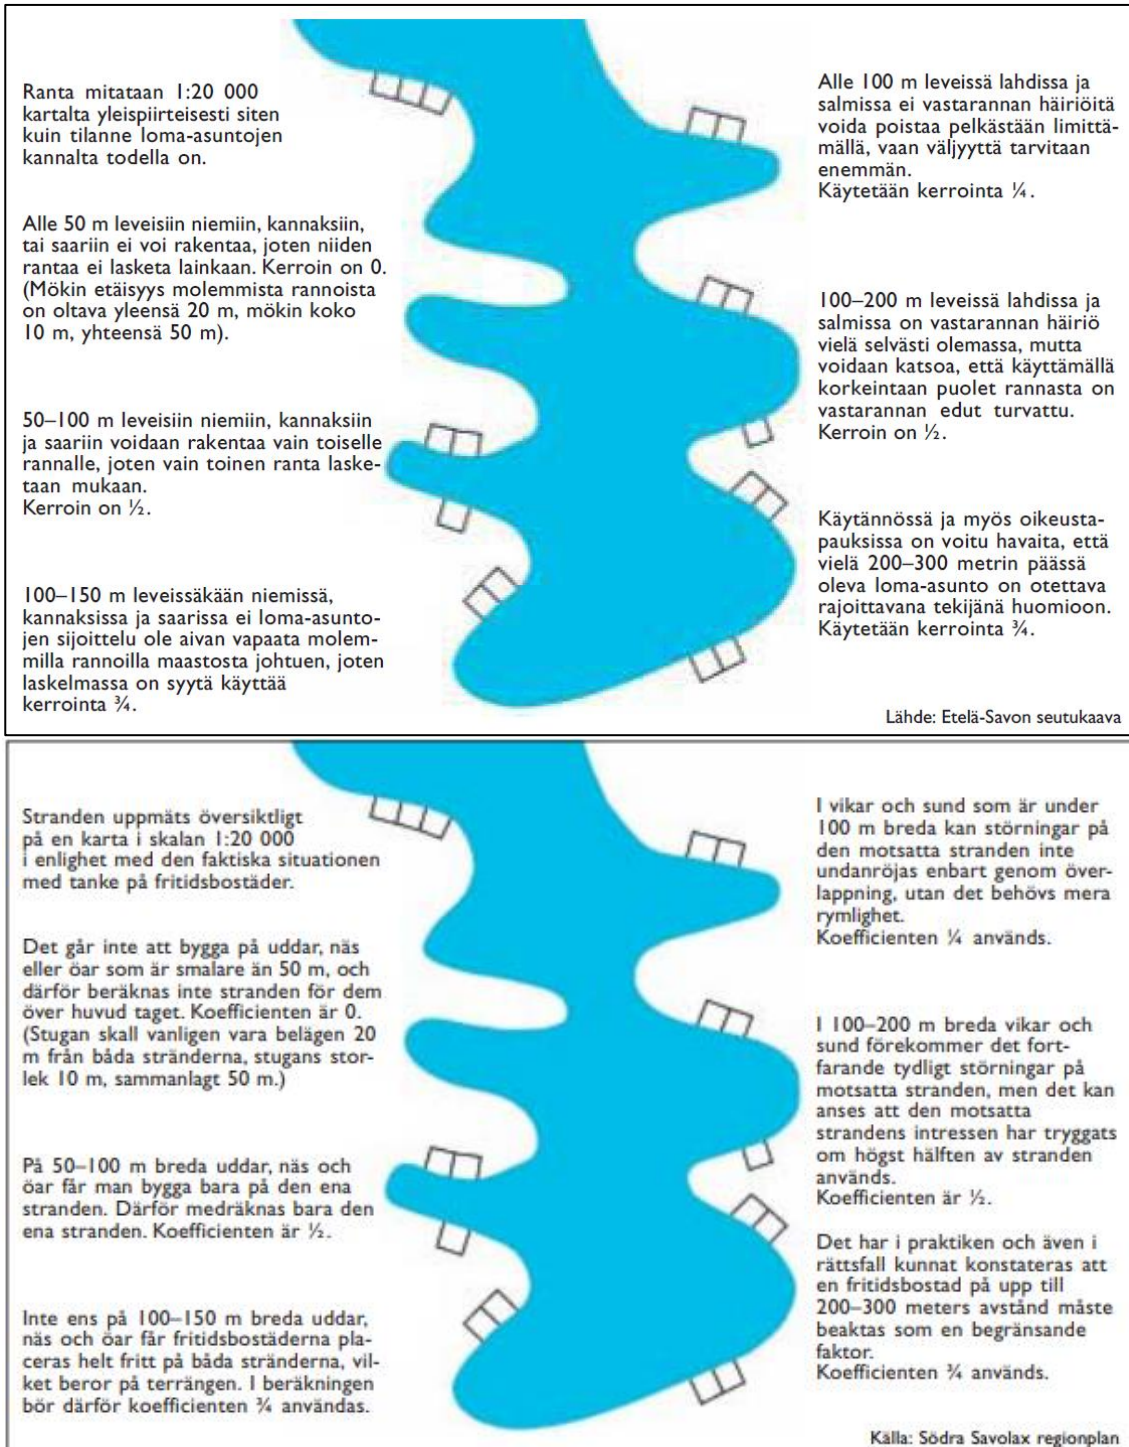 Ranta mitataan 1:20 000
kartalta yleispiirteisesti siten
kuin tilanne loma-asuntojen
kannalta todella on.
Alle 50 m leveisiin niemiin, kannaksiin,
tai saariin ei voi rakentaa, joten niiden
rantaa ei lasketa lainkaan. Kerroin on 0.
(Mökin etäisyys molemmista rannoista
on oltava yleensä 20 m, mökin koko
10 m, yhteensä 50 m).
50–100 m leveisiin niemiin, kannaksiin
ja saariin voidaan rakentaa vain toiselle
rannalle, joten vain toinen ranta laske-
taan mukaan.
Kerroin on ½.
100–150 m leveissäkään niemissä,
kannaksissa ja saarissa ei loma-asunto-
jen sijoittelu ole aivan vapaata molem-
milla rannoilla maastosta johtuen, joten
laskelmassa on syytä käyttää
kerrointa ¾.
Alle 100 m leveissä lahdissa ja
salmissa ei vastarannan häiriöitä
voida poistaa pelkästään limittä-
mällä, vaan väljyyttä tarvitaan
enemmän.
Käytetään kerrointa ¼.
100–200 m leveissä lahdissa ja
salmissa on vastarannan häiriö
vielä selvästi olemassa, mutta
voidaan katsoa, että käyttämällä
korkeintaan puolet rannasta on
vastarannan edut turvattu.
Kerroin on ½.
Käytännössä ja myös oikeusta-
pauksissa on voitu havaita, että
vielä 200–300 metrin päässä
oleva loma-asunto on otettava
rajoittavana tekijänä huomioon.
Käytetään kerrointa ¾.
Lähde: Etelä-Savon seutukaava
Stranden uppmäts översiktligt
på en karta i skalan 1:20 000
i enlighet med den faktiska situationen
med tanke på fritidsbostäder.
Det går inte att bygga på uddar, näs
eller öar som är smalare än 50 m, och
därför beräknas inte stranden för dem
över huvud taget. Koefficienten är 0.
(Stugan skall vanligen vara belägen 20
m från båda stränderna, stugans stor-
lek 10 m, sammanlagt 50 m.)
På 50–100 m breda uddar, näs och
öar får man bygga bara på den ena
stranden. Därför medräknas bara den
ena stranden. Koefficienten är ½.
Inte ens på 100–150 m breda uddar,
näs och öar får fritidsbostäderna pla-
ceras helt fritt på båda stränderna, vil-
ket beror på terrängen. I beräkningen
bör därför koefficienten ¾ användas.
I vikar och sund som är under
100 m breda kan störningar på
den motsatta stranden inte
undanröjas enbart genom över-
lappning, utan det behövs mera
rymlighet.
Koefficienten ¼ används.
I 100–200 m breda vikar och
sund förekommer det fort-
farande tydligt störningar på
motsatta stranden, men det kan
anses att den motsatta
strandens intressen har tryggats
om högst hälften av stranden
används.
Koefficienten är ½.
Det har i praktiken och även i
rättsfall kunnat konstateras att
en fritidsbostad på upp till
200–300 meters avstånd måste
beaktas som en begränsande
faktor.
Koefficienten ¾ används.
Källa: Södra Savolax regionplan